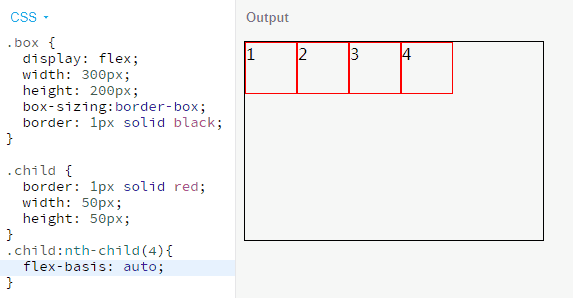 CSS
Output
.box {
  display: flex;
  width: 300px;
  height: 200px;
  box-sizing:border-box;
  border: 1px solid black;
}
.child {
  border: 1px solid red;
  width: 50px;
  height: 50px;
}
.child:nth-child(4){
  flex-basis: auto;
}
1 2 3 4